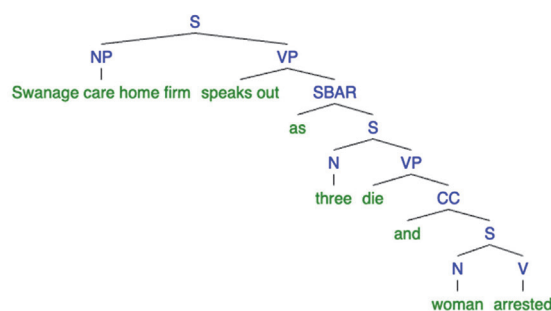 S
NP VP
Swanage care home firm speaks out SBAR
as S
N VP
three die CC
and S
N V
woman arrested